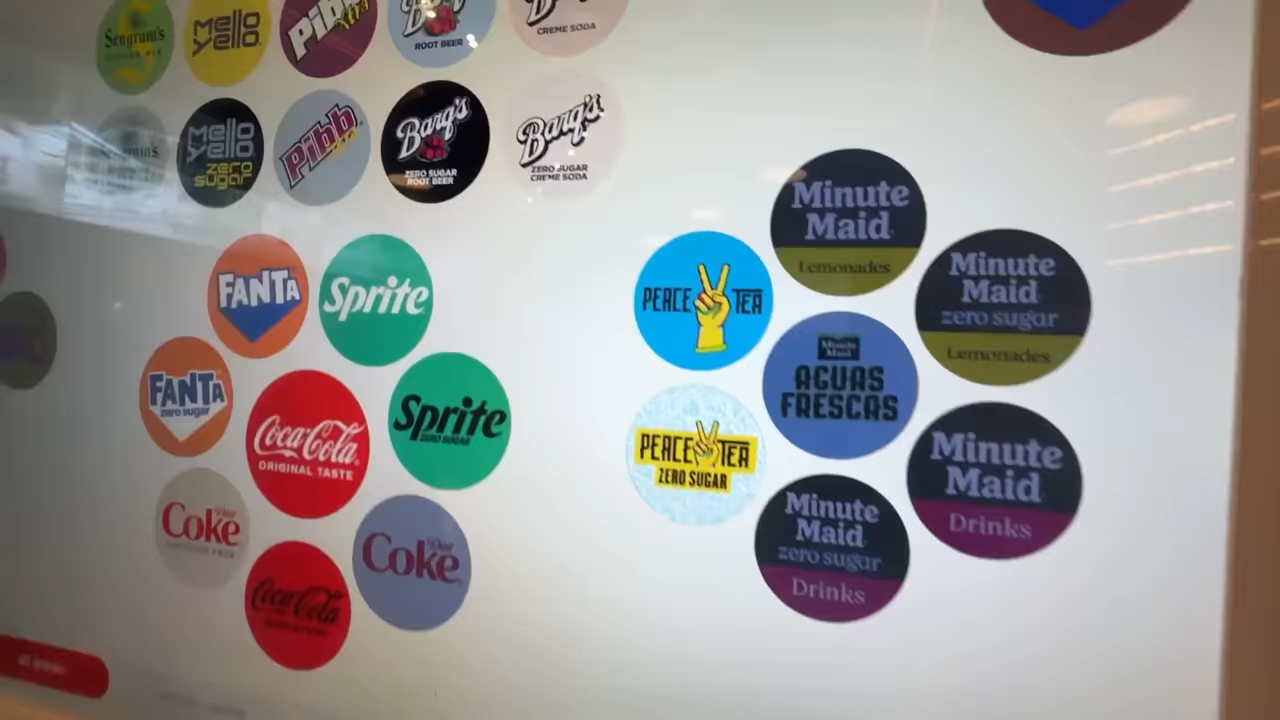 Seagram's
MELLO
YELLO
Pibb
Xtra
Barq's
ROOT BEER
CREME SODA
MELLO
YELLO
zero
sugar
Pibb
Barq's
ZERO SUGAR
ROOT BEER
Barq's
ZERO SUGAR
CREME SODA
FANTA
Sprite
FANTA
zero sugar
Coca-Cola
ORIGINAL TASTE
Sprite
ZERO SUGAR
Diet
Coke
Coca-Cola
Diet
Coke
PEACE TEA
Minute
Maid
Lemonades
Minute
Maid
zero sugar
Lemonades
Minute
Maid
AGUAS
FRESCAS
PEACE TEA
ZERO SUGAR
Minute
Maid
zero sugar
Drinks
Minute
Maid
Drinks